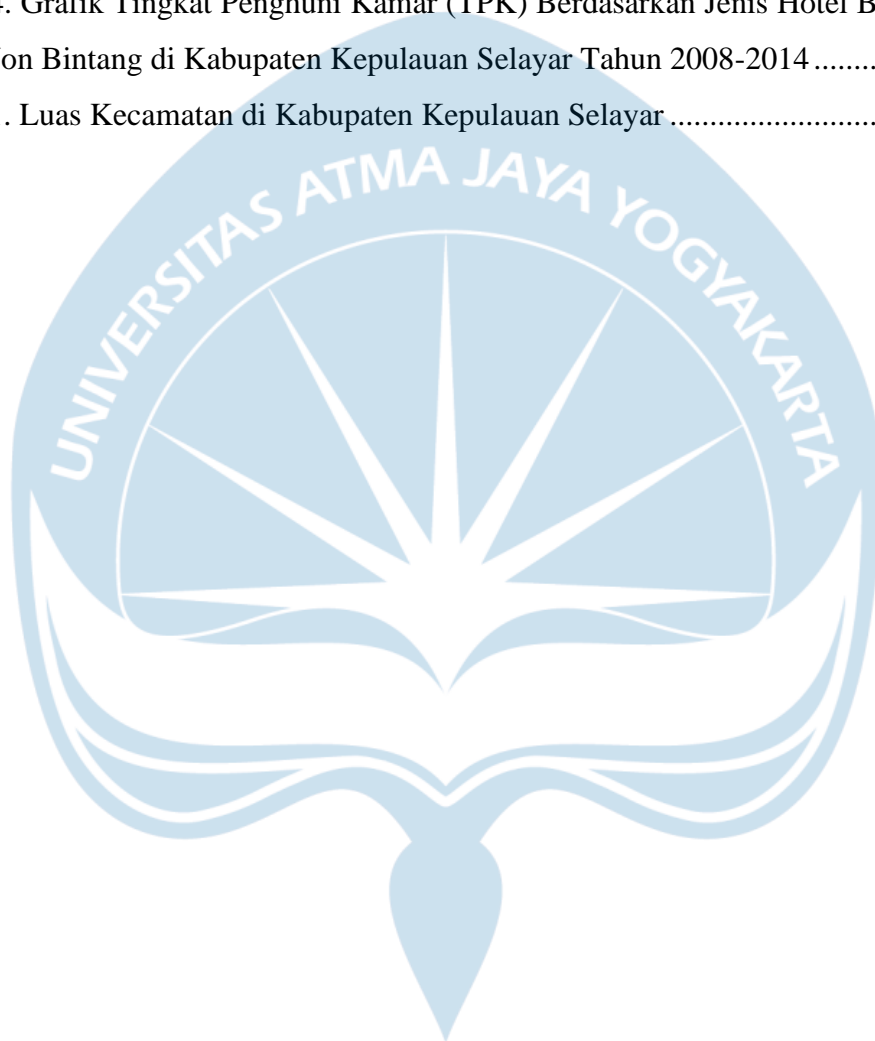 . Grafik Tingkat Penghuni Kamar (TPK) Berdasarkan Jenis Hotel B
on Bintang di Kabupaten Kepulauan Selayar Tahun 2008-2014 ........
. Luas Kecamatan di Kabupaten Kepulauan Selayar ..........................
UNIVERSITAS ATMA JAYA YOGYAKARTA